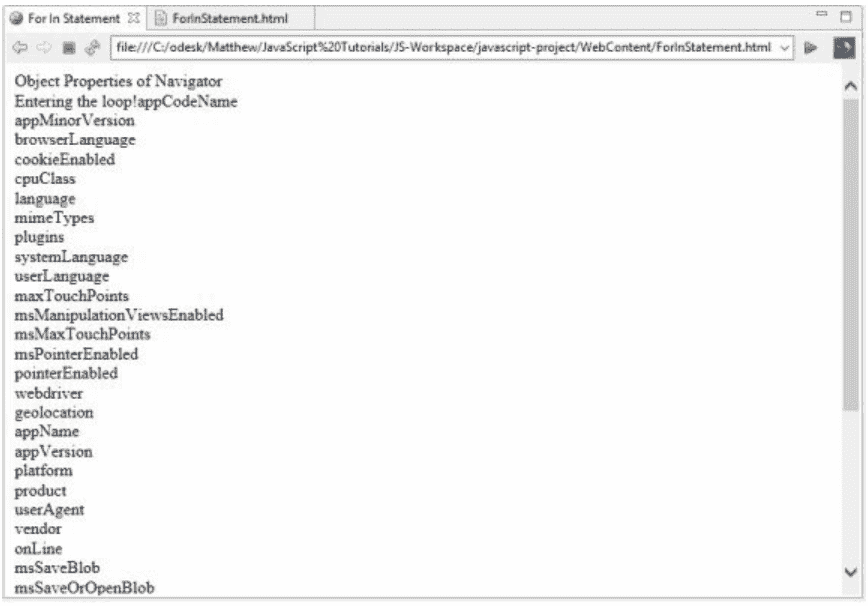 For In Statement
ForInStatement.html
file:///C:/odesk/Matthew/JavaScript%20Tutorials/JS-Workspace/javascript-project/WebContent/ForInStatement.html
Object Properties of Navigator
Entering the loop!appCodeName
appMinorVersion
browserLanguage
cookieEnabled
cpuClass
language
mimeTypes
plugins
systemLanguage
userLanguage
maxTouchPoints
msManipulationViewsEnabled
msMaxTouchPoints
msPointerEnabled
pointerEnabled
webdriver
geolocation
appName
appVersion
platform
product
userAgent
vendor
onLine
msSaveBlob
msSaveOrOpenBlob